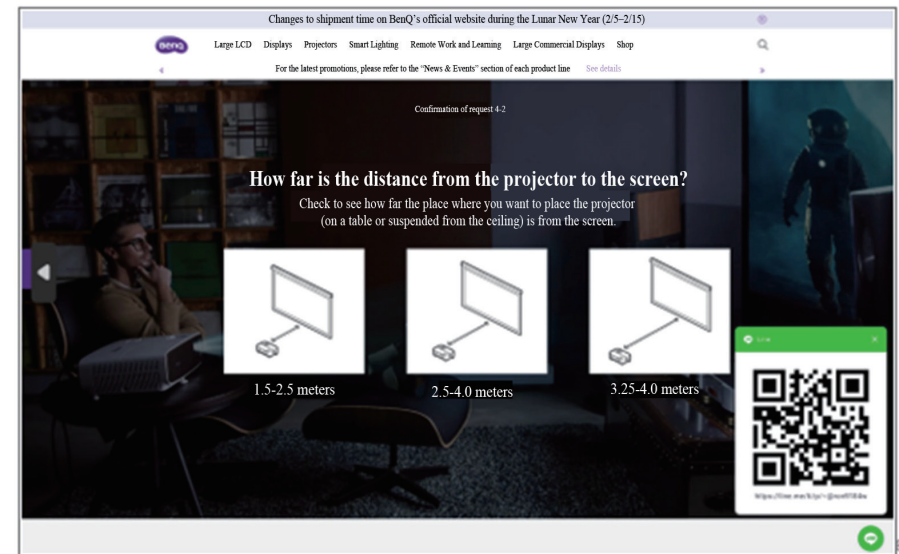 Changes to shipment time on BenQ's official website during the Lunar New Year (2/5–2/15)
BenQ
Large LCD Displays Projectors Smart Lighting Remote Work and Learning Large Commercial Displays Shop
For the latest promotions, please refer to the “News & Events” section of each product line See details
Confirmation of request 4-2
How far is the distance from the projector to the screen?
Check to see how far the place where you want to place the projector
(on a table or suspended from the ceiling) is from the screen.
1.5-2.5 meters
2.5-4.0 meters
3.25-4.0 meters